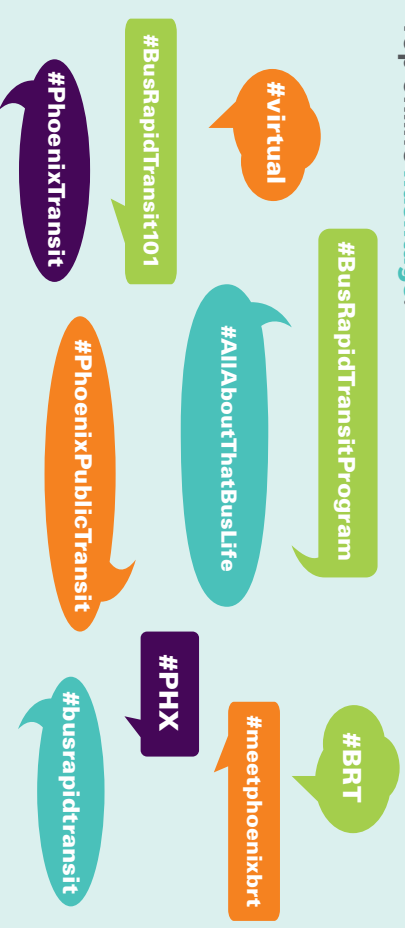 #BusRapidTransitProgram
#BRT
#virtual
#meetphoenixbrt
#AllAboutThatBusLife
#BusRapidTransit101
#PHX
#PhoenixTransit
#PhoenixPublicTransit
#busrapidtransit